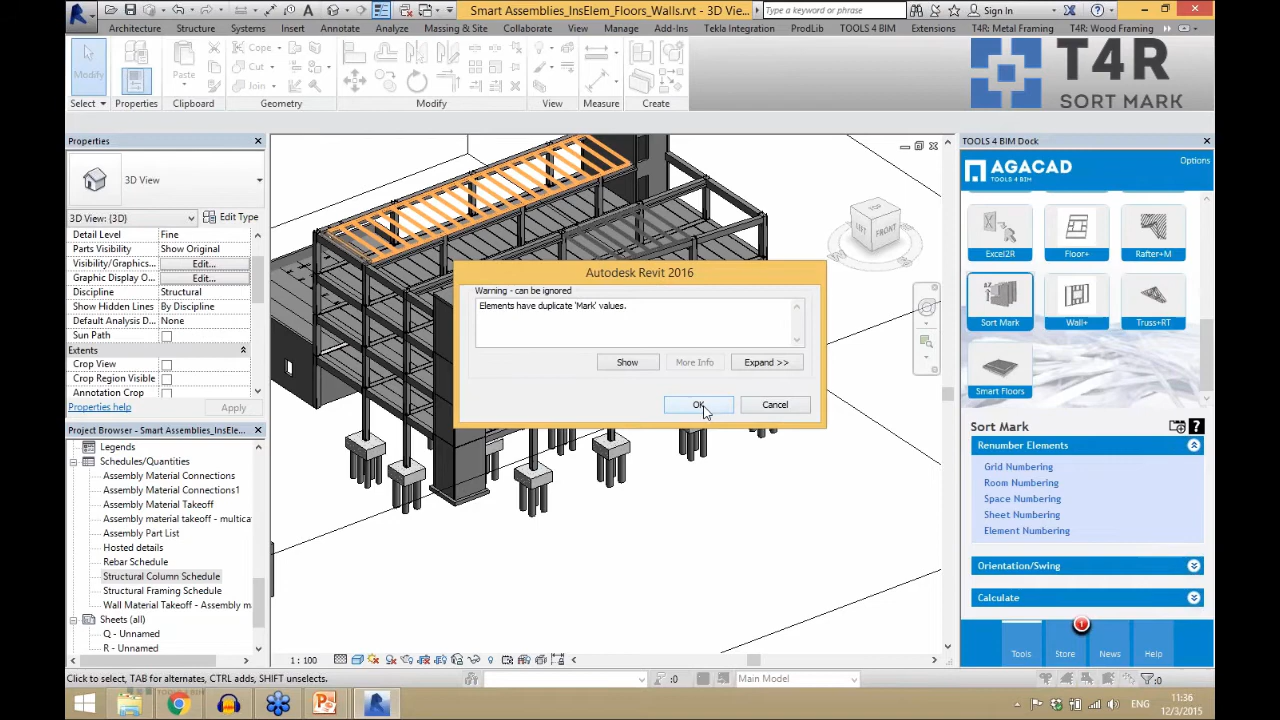 Smart Assemblies_InsElem_Floors_Walls.rvt - 3D Vie...
Type a keyword or phrase
Sign In
Architecture Structure Systems Insert Annotate Analyze Massing & Site Collaborate View Manage Add-Ins Tekla Integration ProdLib TOOLS 4 BIM Extensions T4R: Metal Framing T4R: Wood Framing
Modify
Paste
Cope
Cut
Join
Select Properties Clipboard Geometry Modify View Measure Create
T4R
SORT MARK
Properties
3D View
3D View: {3D}
Edit Type
Detail Level Fine
Parts Visibility Show Original
Visibility/Graphics... Edit...
Graphic Display O... Edit...
Discipline Structural
Show Hidden Lines By Discipline
Default Analysis D... None
Sun Path
Extents
Crop View
Crop Region Visible
Annotation Crop
Properties help
Apply
Project Browser - Smart Assemblies_InsEle...
Legends
Schedules/Quantities
Assembly Material Connections
Assembly Material Connections1
Assembly Material Takeoff
Assembly material takeoff - multica
Assembly Part List
Hosted details
Rebar Schedule
Structural Column Schedule
Structural Framing Schedule
Wall Material Takeoff - Assembly m
Sheets (all)
Q - Unnamed
R - Unnamed
TOP
LEFT
FRONT
Autodesk Revit 2016
Warning - can be ignored
Elements have duplicate 'Mark' values.
Show
More Info
Expand >>
OK
Cancel
TOOLS 4 BIM Dock
AGACAD
TOOLS 4 BIM
Options
Excel2R
Floor+
Rafter+M
Sort Mark
Wall+
Truss+RT
Smart Floors
Sort Mark
Renumber Elements
Grid Numbering
Room Numbering
Space Numbering
Sheet Numbering
Element Numbering
Orientation/Swing
Calculate
1
Tools
Store
News
Help
1 : 100
Click to select, TAB for alternates, CTRL adds, SHIFT unselects.
:0
Main Model
:0
ENG
11:36
12/3/2015